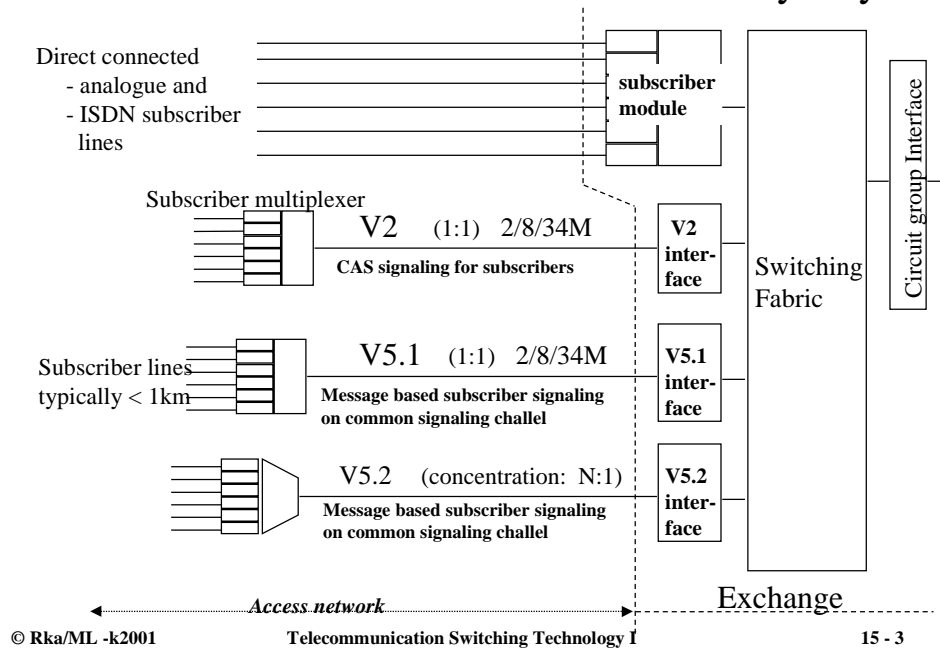 Direct connected
- analogue and
- ISDN subscriber
lines
subscriber
module
Subscriber multiplexer
V2 (1:1) 2/8/34M
CAS signaling for subscribers
V2
inter-
face
Switching
Fabric
Circuit group Interface
Subscriber lines
typically < 1km
V5.1 (1:1) 2/8/34M
Message based subscriber signaling
on common signaling challel
V5.1
inter-
face
V5.2 (concentration: N:1)
Message based subscriber signaling
on common signaling challel
V5.2
inter-
face
Access network
Exchange
© Rka/ML -k2001 Telecommunication Switching Technology I 15 - 3